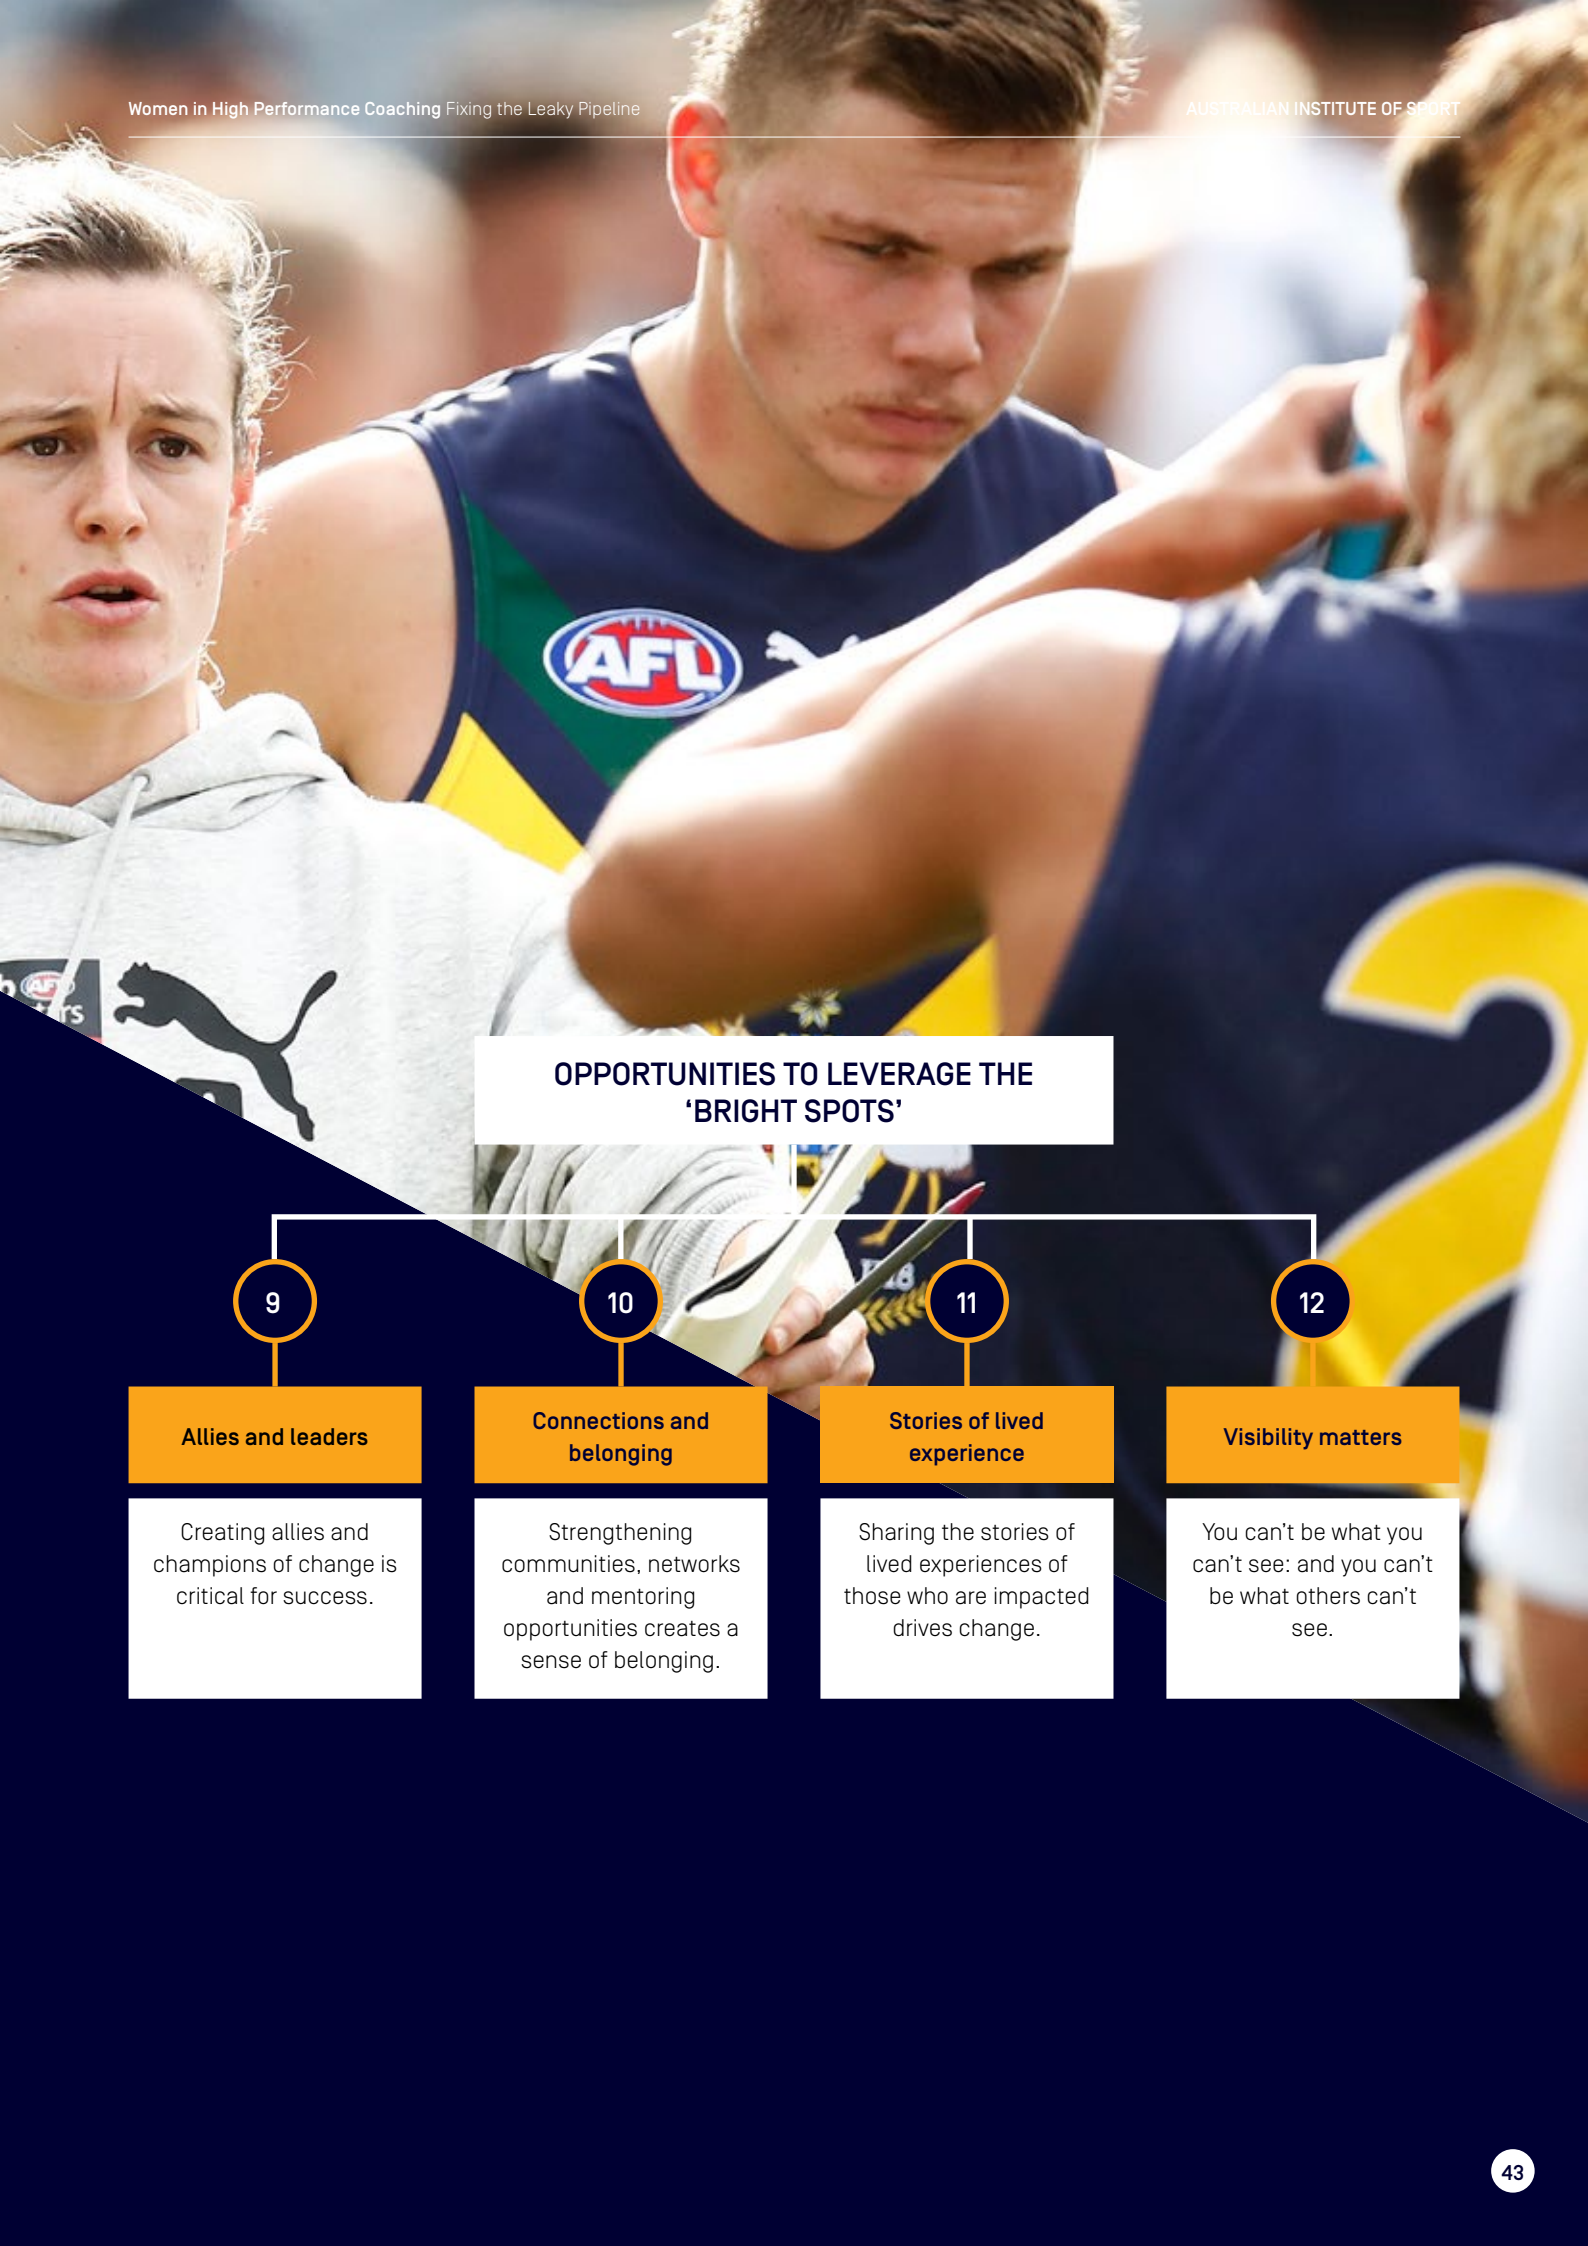 Women in High Performance Coaching Fixing the Leaky Pipeline
AUSTRALIAN INSTITUTE OF SPORT
AFL
AFL
OPPORTUNITIES TO LEVERAGE THE
‘BRIGHT SPOTS’
9
10
11
12
Allies and leaders
Creating allies and
champions of change is
critical for success.
Connections and
belonging
Strengthening
communities, networks
and mentoring
opportunities creates a
sense of belonging.
Stories of lived
experience
Sharing the stories of
lived experiences of
those who are impacted
drives change.
Visibility matters
You can’t be what you
can’t see: and you can’t
be what others can’t
see.
2
43